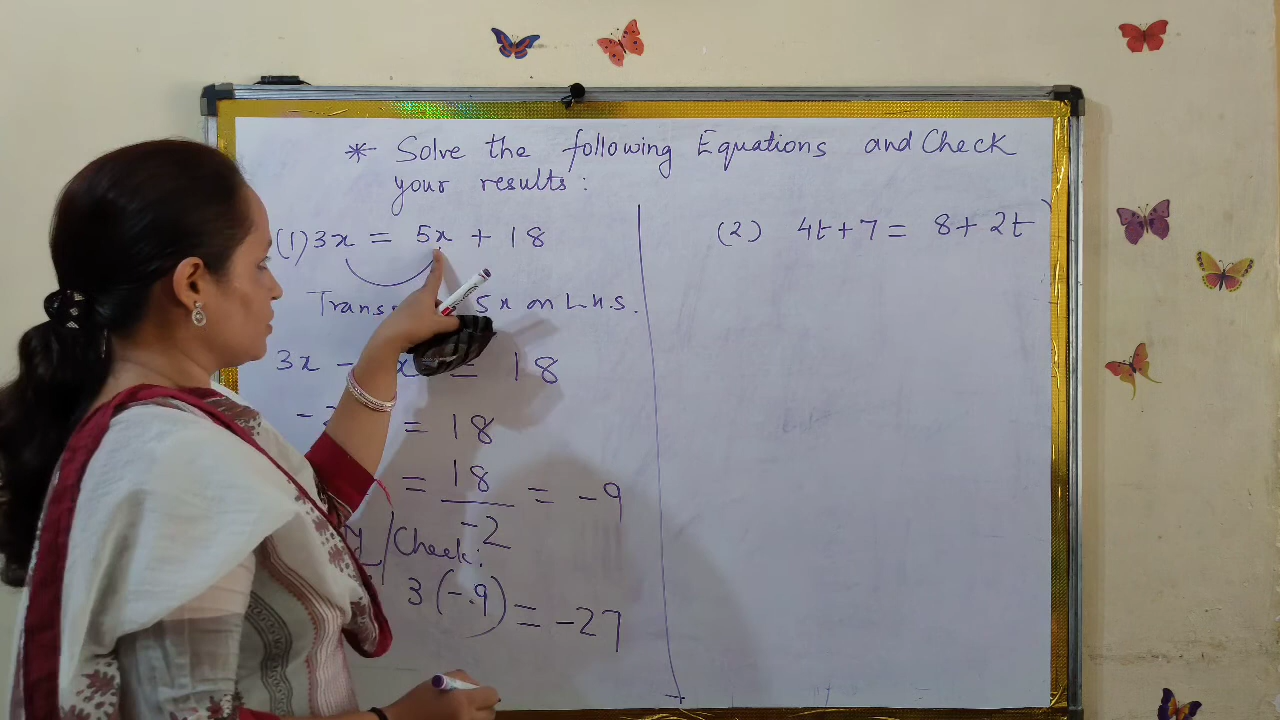 * Solve the following Equations and Check
your results:
(1) 3x = 5x + 18
5x on L.H.S.
3x - x = 18
= 18
= 18/-2 = -9
/Check:
3(-9) = -27
(2) 4t + 7 = 8 + 2t